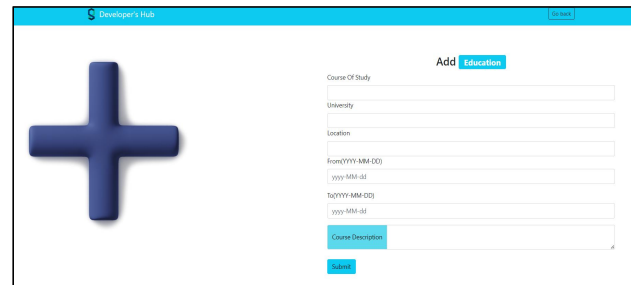 Developer's Hub
Go back
Add Education
Course Of Study
University
Location
From(YYYY-MM-DD)
yyyy-MM-dd
To(YYYY-MM-DD)
yyyy-MM-dd
Course Description
Submit